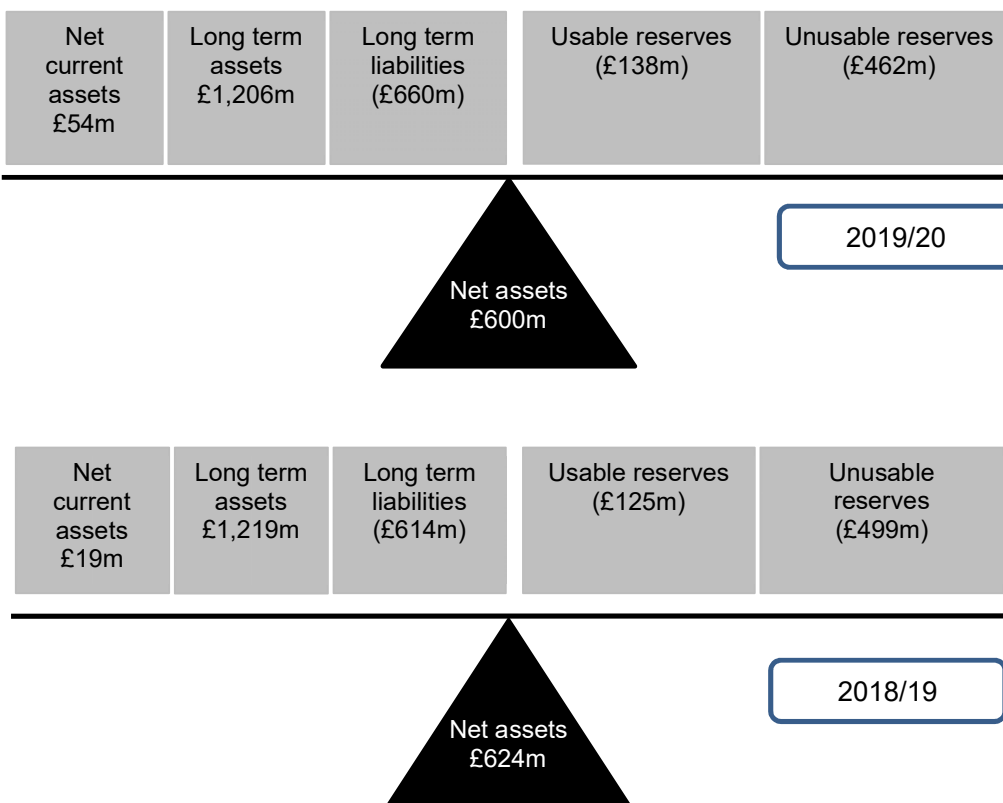 Net
current
assets
£54m
Long term
assets
£1,206m
Long term
liabilities
(£660m)
Usable reserves
(£138m)
Unusable reserves
(£462m)
2019/20
Net assets
£600m
Net
current
assets
£19m
Long term
assets
£1,219m
Long term
liabilities
(£614m)
Usable reserves
(£125m)
Unusable
reserves
(£499m)
2018/19
Net assets
£624m